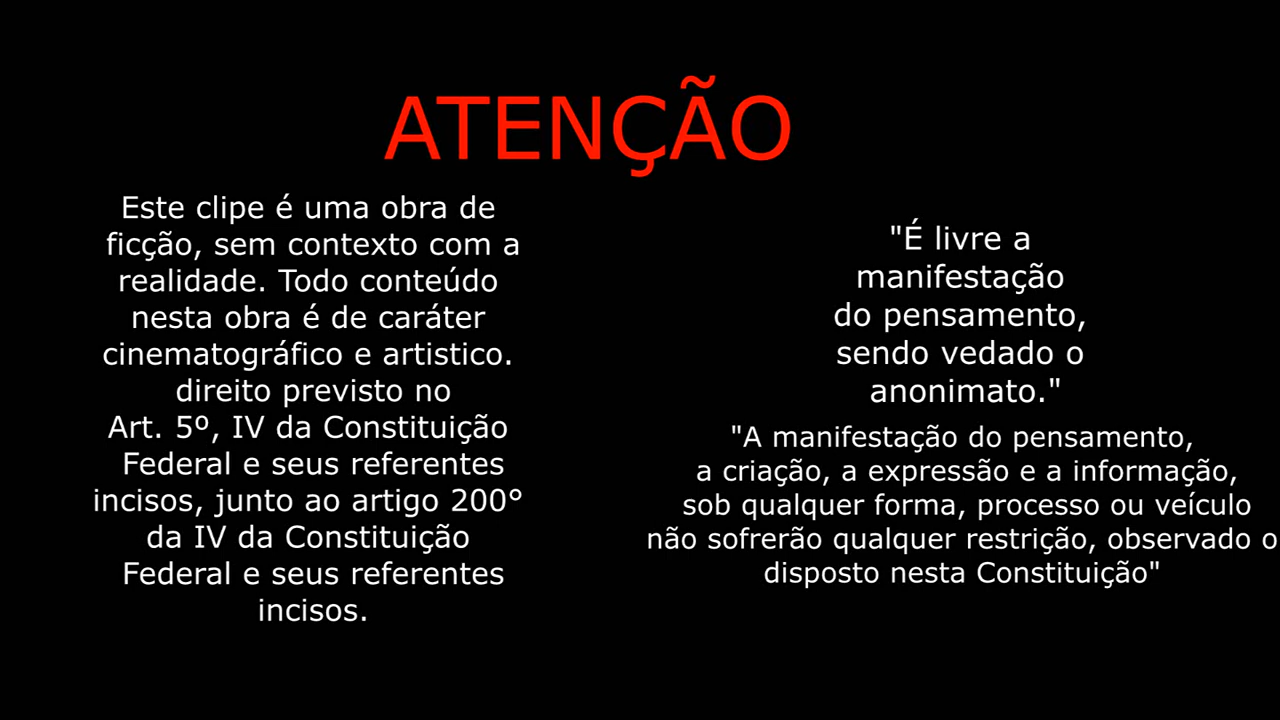 ATENÇÃO
Este clipe é uma obra de
ficção, sem contexto com a
realidade. Todo conteúdo
nesta obra é de caráter
cinematográfico e artistico.
direito previsto no
Art. 5º, IV da Constituição
Federal e seus referentes
incisos, junto ao artigo 200°
da IV da Constituição
Federal e seus referentes
incisos.
"É livre a
manifestação
do pensamento,
sendo vedado o
anonimato."
"A manifestação do pensamento,
a criação, a expressão e a informação,
sob qualquer forma, processo ou veículo
não sofrerão qualquer restrição, observado o
disposto nesta Constituição"